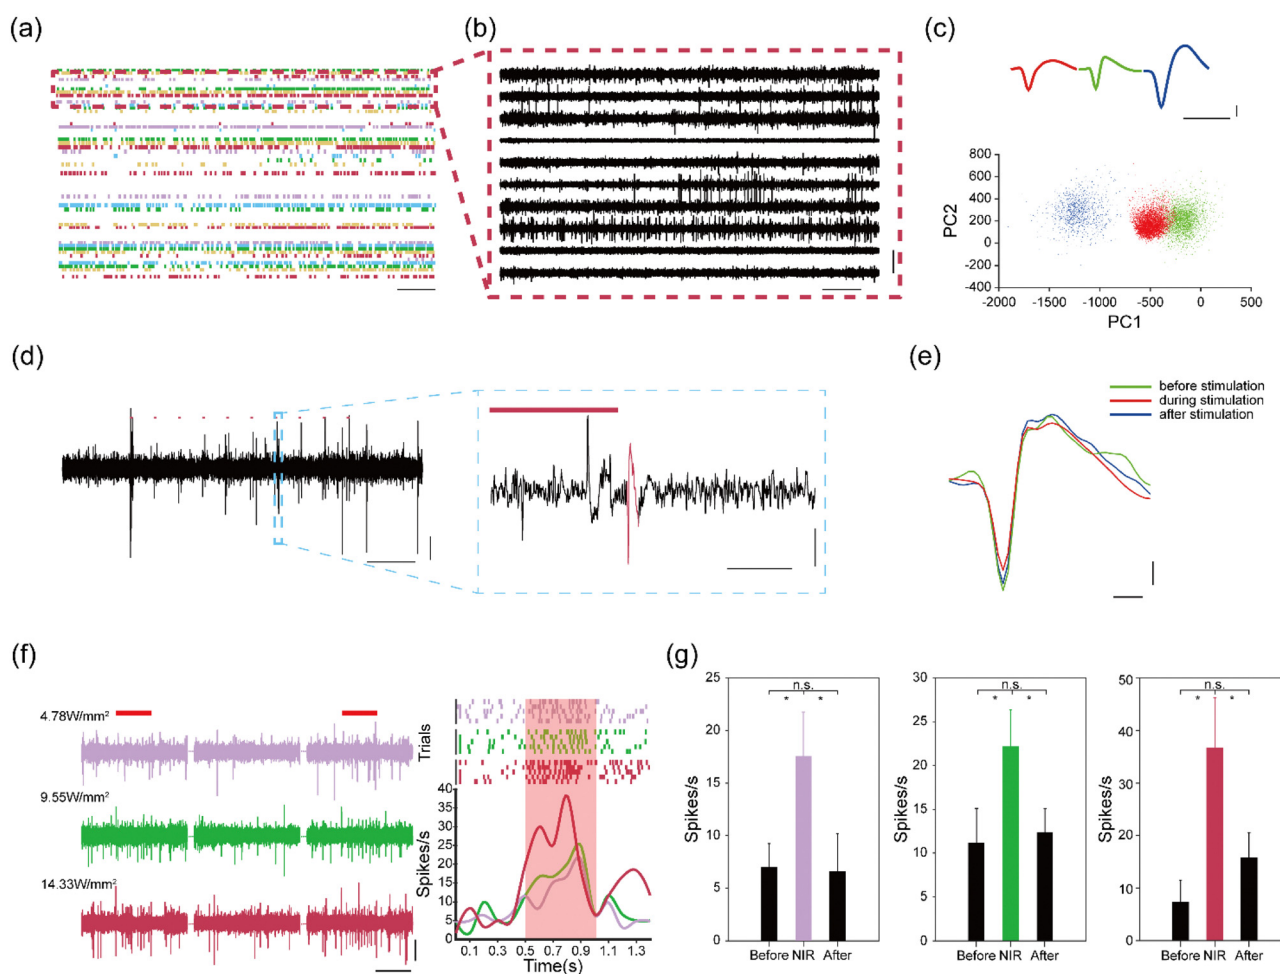 (a)
(b)
(c)
800
600
400
200
0
-200
-400
PC2
-2000
-1500
-1000
-500
0
500
PC1
(d)
(e)
before stimulation
during stimulation
after stimulation
(f)
4.78W/mm²
9.55W/mm²
14.33W/mm²
Trials
40
35
30
25
20
15
10
5
0
Spikes/s
0.1 0.3 0.5 0.7 0.9 1.1 1.3
Time(s)
(g)
n.s.
* *
25
20
15
10
5
0
Spikes/s
Before NIR After
n.s.
* *
30
25
20
15
10
5
0
Spikes/s
Before NIR After
n.s.
* *
50
40
30
20
10
0
Spikes/s
Before NIR After